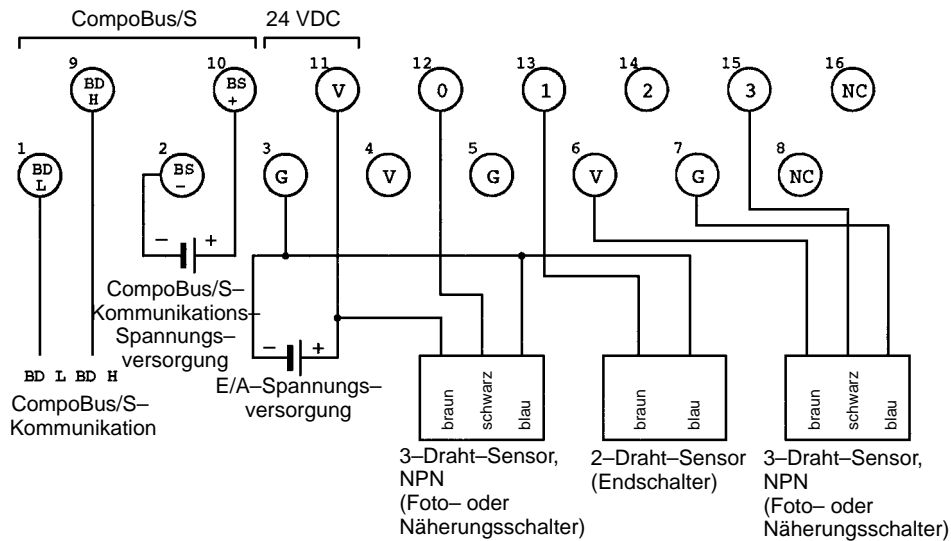 CompoBus/S 24 VDC
9 10 11 12 13 14 15 16
BD H BS + V 0 1 2 3 NC
1 2 3 4 5 6 7 8
BD L BS – G V G V G NC
– +
CompoBus/S–
Kommunikations–
Spannungs–
versorgung
– +
E/A–Spannungs–
versorgung
BD L BD H
CompoBus/S–
Kommunikation
braun schwarz blau
3–Draht–Sensor,
NPN
(Foto– oder
Näherungsschalter)
braun blau
2–Draht–Sensor
(Endschalter)
braun schwarz blau
3–Draht–Sensor,
NPN
(Foto– oder
Näherungsschalter)